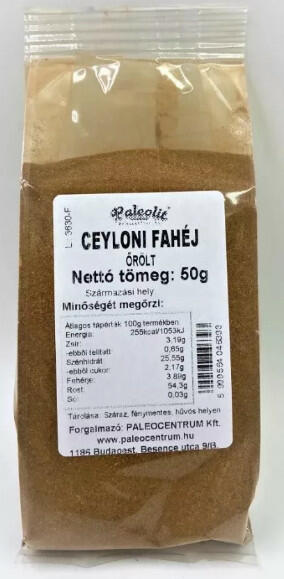 Paleolit
CEYLONI FAHÉJ
ŐRÖLT
Nettó tömeg: 50g
Származási hely
Minőségét megőrzi:
Átlagos tápérték 100g termékben
Energia: 255kcal/1053kJ
Zsír: 3,19g
-ebből telített: 0,65g
Szénhidrát 25,55g
-ebből cukor: 2,17g
Fehérje: 3,89g
Rost: 54,3g
Só: 0,03g
Tárolása: Száraz, fénymentes, hűvös helyen
Forgalmazó: PALEOCENTRUM Kft.
www.paleocentrum.hu
1186 Budapest, Besence utca 9/B.
L: 3630-F
5 999564 046399